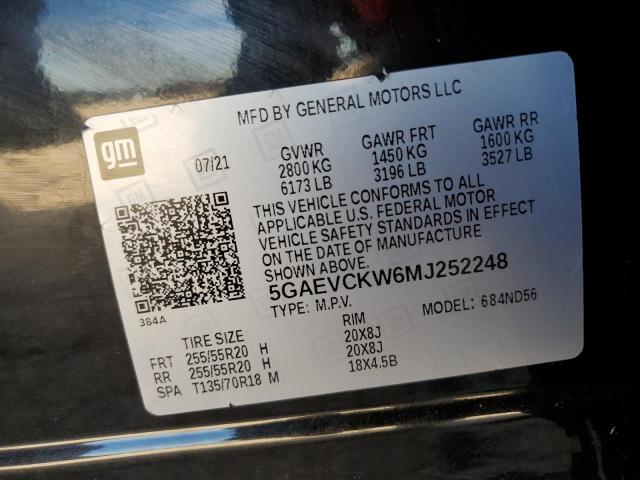 MFD BY GENERAL MOTORS LLC
gm
07/21
GVWR GAWR FRT GAWR RR
2800 KG 1450 KG 1600 KG
6173 LB 3196 LB 3527 LB
THIS VEHICLE CONFORMS TO ALL
APPLICABLE U.S. FEDERAL MOTOR
VEHICLE SAFETY STANDARDS IN EFFECT
ON THE DATE OF MANUFACTURE
SHOWN ABOVE.
5GAEVCKW6MJ252248
384A
TYPE: M.P.V. MODEL: 684ND56
TIRE SIZE RIM
FRT 255/55R20 H 20X8J
RR 255/55R20 H 20X8J
SPA T135/70R18 M 18X4.5B